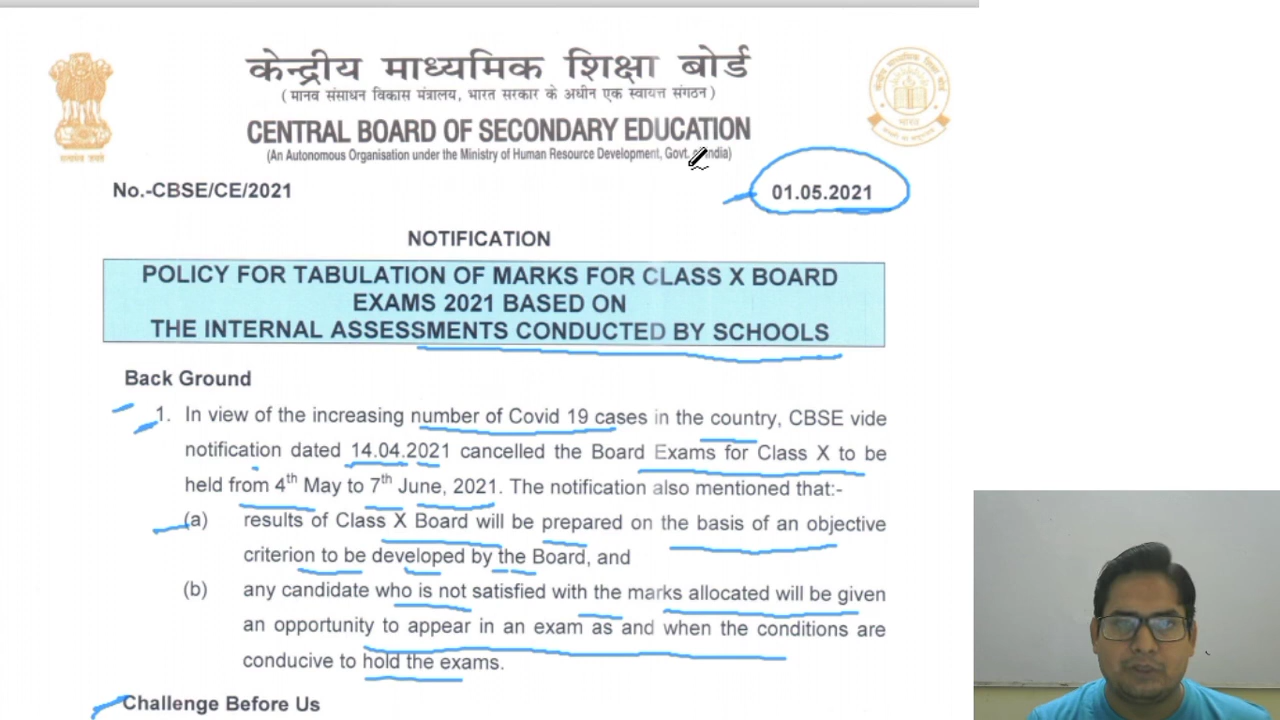 केन्द्रीय माध्यमिक शिक्षा बोर्ड
(मानव संसाधन विकास मंत्रालय, भारत सरकार के अधीन एक स्वायत्त संगठन)
CENTRAL BOARD OF SECONDARY EDUCATION
(An Autonomous Organisation under the Ministry of Human Resource Development, Govt. India)
No.-CBSE/CE/2021
01.05.2021
NOTIFICATION
POLICY FOR TABULATION OF MARKS FOR CLASS X BOARD
EXAMS 2021 BASED ON
THE INTERNAL ASSESSMENTS CONDUCTED BY SCHOOLS
Back Ground
1. In view of the increasing number of Covid 19 cases in the country, CBSE vide
notification dated 14.04.2021 cancelled the Board Exams for Class X to be
held from 4th May to 7th June, 2021. The notification also mentioned that:-
(a) results of Class X Board will be prepared on the basis of an objective
criterion to be developed by the Board, and
(b) any candidate who is not satisfied with the marks allocated will be given
an opportunity to appear in an exam as and when the conditions are
conducive to hold the exams.
Challenge Before Us